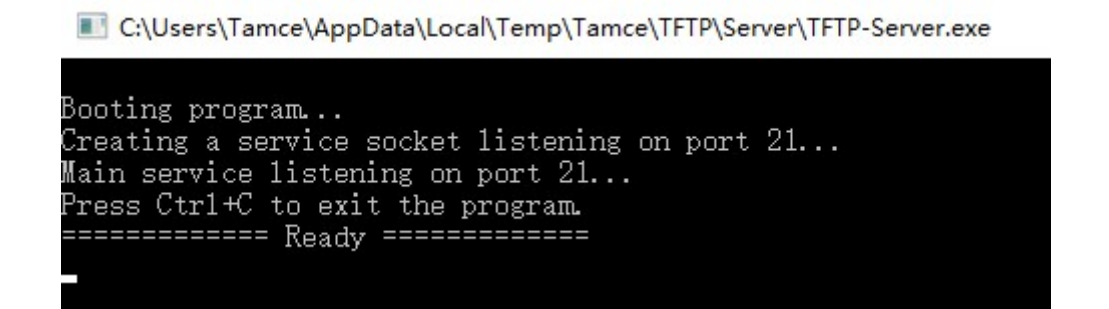 C:\Users\Tamce\AppData\Local\Temp\Tamce\TFTP\Server\TFTP-Server.exe
Booting program...
Creating a service socket listening on port 21...
Main service listening on port 21...
Press Ctrl+C to exit the program.
============= Ready =============